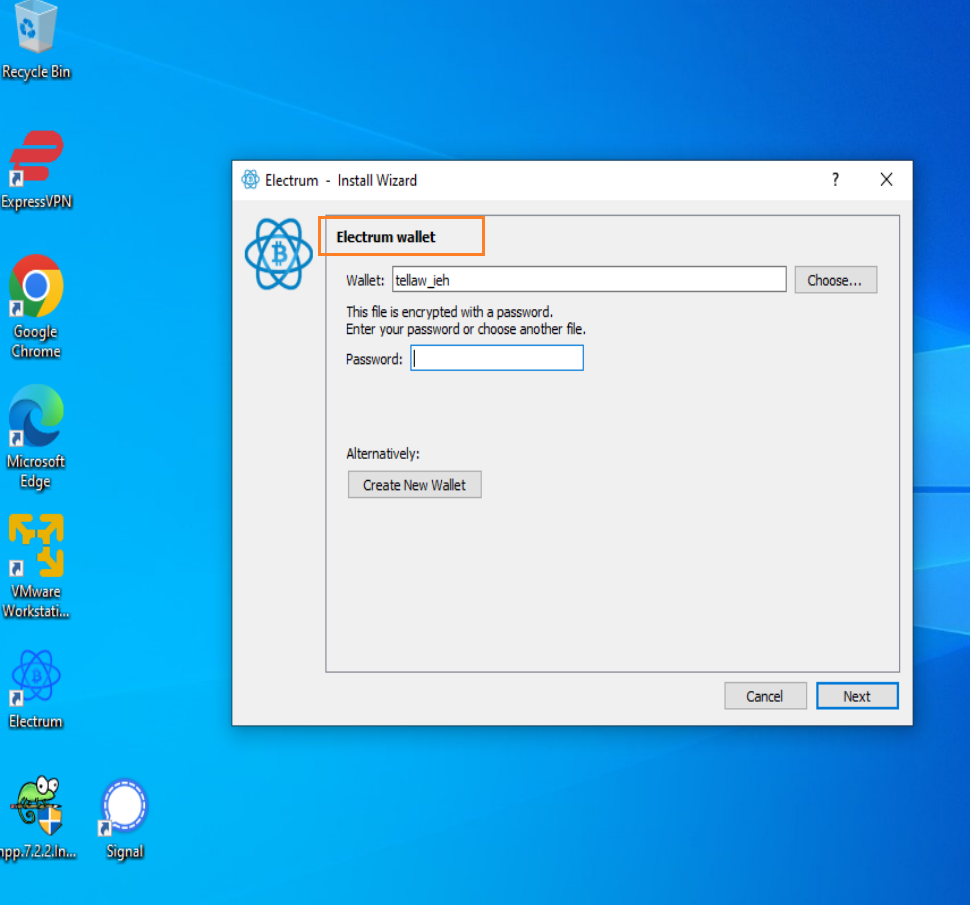 Recycle Bin
ExpressVPN
Google
Chrome
Microsoft
Edge
VMware
Workstati...
Electrum
npp.7.2.2.In...
Signal
Electrum - Install Wizard
?
Electrum wallet
Wallet: tellaw_ieh
Choose...
This file is encrypted with a password.
Enter your password or choose another file.
Password:
Alternatively:
Create New Wallet
Cancel
Next